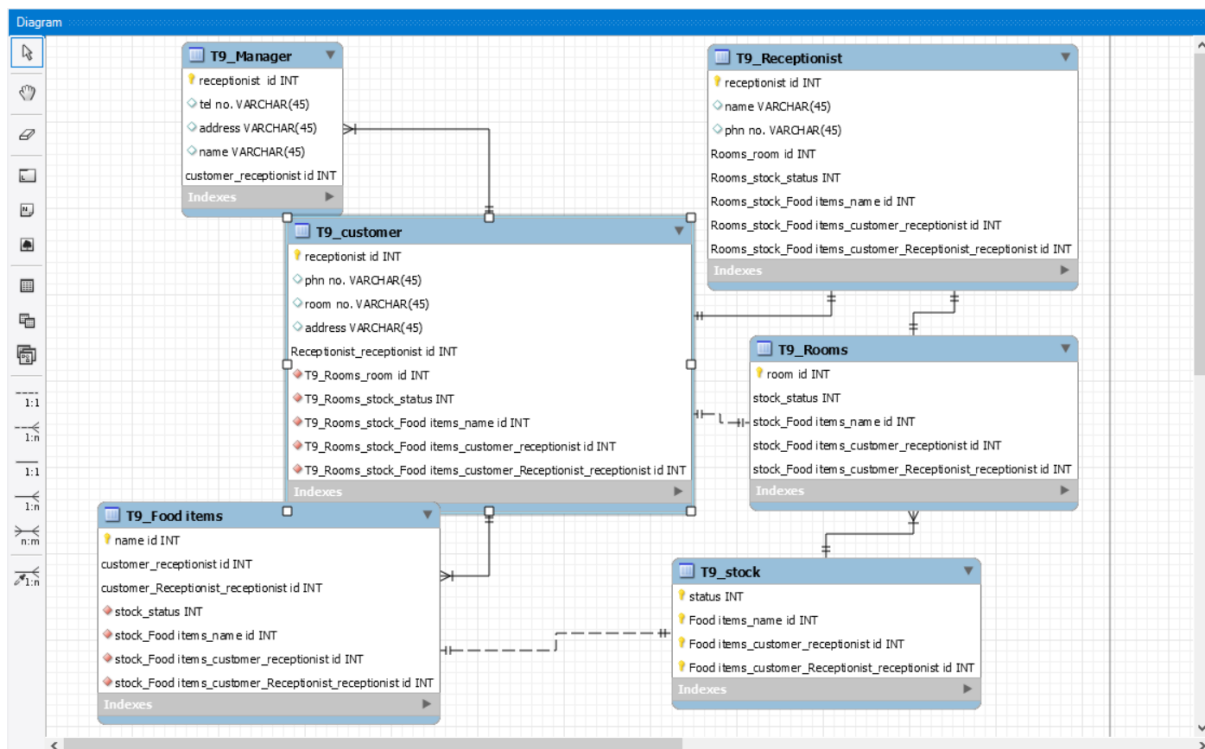 Diagram
T9_Manager
receptionist id INT
tel no. VARCHAR(45)
address VARCHAR(45)
name VARCHAR(45)
customer_receptionist id INT
Indexes
T9_Receptionist
receptionist id INT
name VARCHAR(45)
phn no. VARCHAR(45)
Rooms_room id INT
Rooms_stock_status INT
Rooms_stock_Food items_name id INT
Rooms_stock_Food items_customer_receptionist id INT
Rooms_stock_Food items_customer_Receptionist_receptionist id INT
Indexes
T9_customer
receptionist id INT
phn no. VARCHAR(45)
room no. VARCHAR(45)
address VARCHAR(45)
Receptionist_receptionist id INT
T9_Rooms_room id INT
T9_Rooms_stock_status INT
T9_Rooms_stock_Food items_name id INT
T9_Rooms_stock_Food items_customer_receptionist id INT
T9_Rooms_stock_Food items_customer_Receptionist_receptionist id INT
Indexes
T9_Rooms
room id INT
stock_status INT
stock_Food items_name id INT
stock_Food items_customer_receptionist id INT
stock_Food items_customer_Receptionist_receptionist id INT
Indexes
T9_Food items
name id INT
customer_receptionist id INT
customer_Receptionist_receptionist id INT
stock_status INT
stock_Food items_name id INT
stock_Food items_customer_receptionist id INT
stock_Food items_customer_Receptionist_receptionist id INT
Indexes
T9_stock
status INT
Food items_name id INT
Food items_customer_receptionist id INT
Food items_customer_Receptionist_receptionist id INT
Indexes
1:1
1:n
1:1
1:n
n:m
1:n